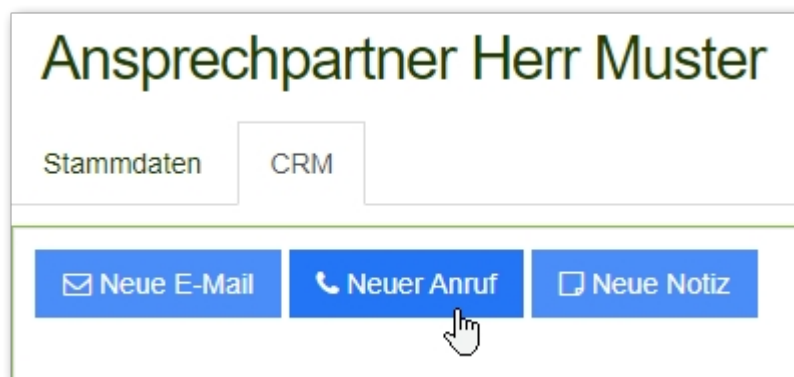 Ansprechpartner Herr Muster
Stammdaten CRM
Neue E-Mail Neuer Anruf Neue Notiz